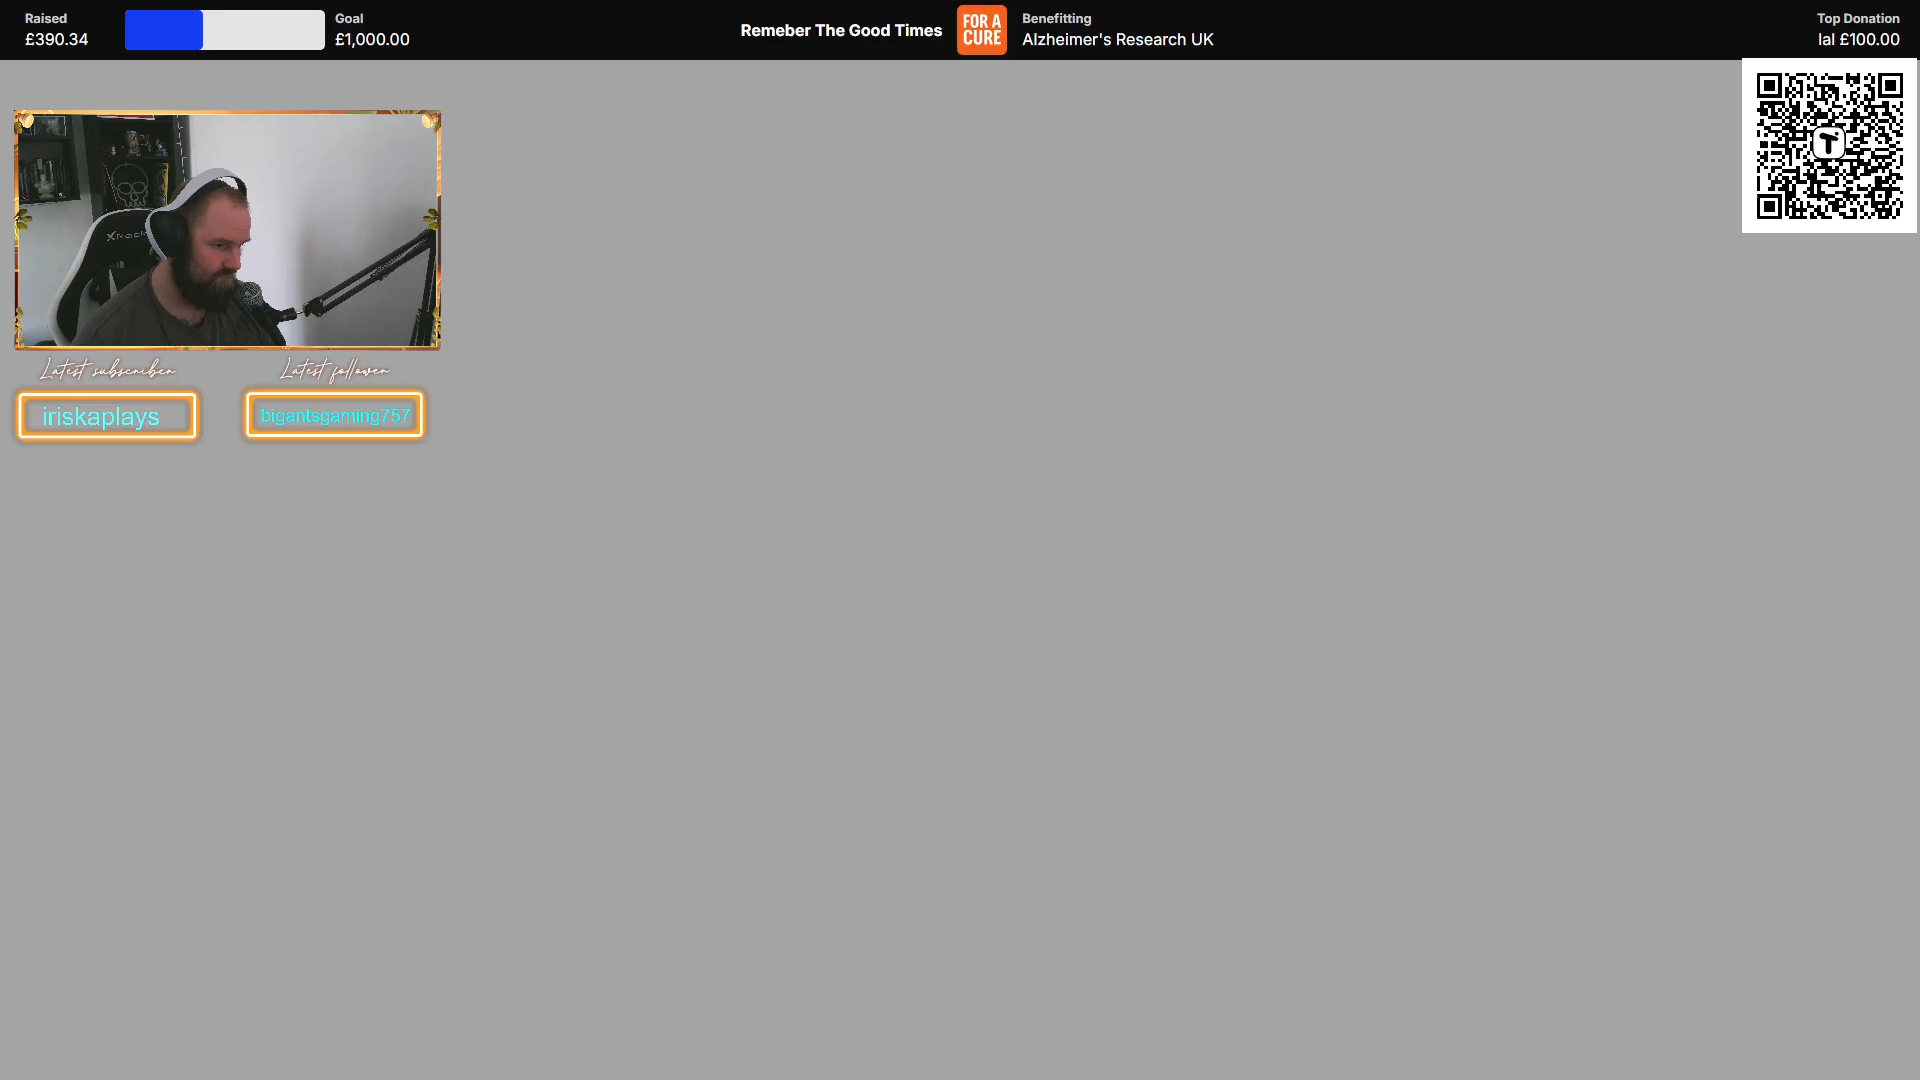 Raised
£390.34
Goal
£1,000.00
Remeber The Good Times
FOR A
CURE
Benefitting
Alzheimer's Research UK
Top Donation
lal £100.00
Latest subscriber
Latest follower
iriskaplays
bigantsgaming757